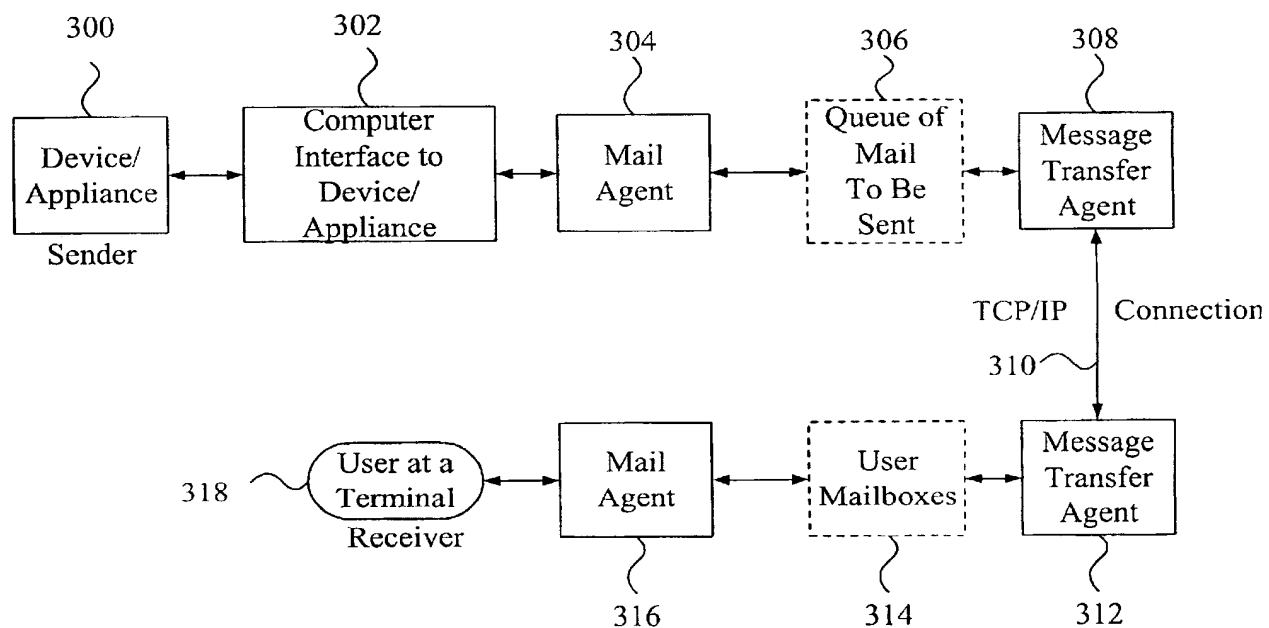 300
302
304
306
308
Device/
Appliance
Sender
Computer
Interface to
Device/
Appliance
Mail
Agent
Queue of
Mail
To Be
Sent
Message
Transfer
Agent
TCP/IP Connection
310
318
User at a
Terminal
Receiver
Mail
Agent
User
Mailboxes
Message
Transfer
Agent
316
314
312